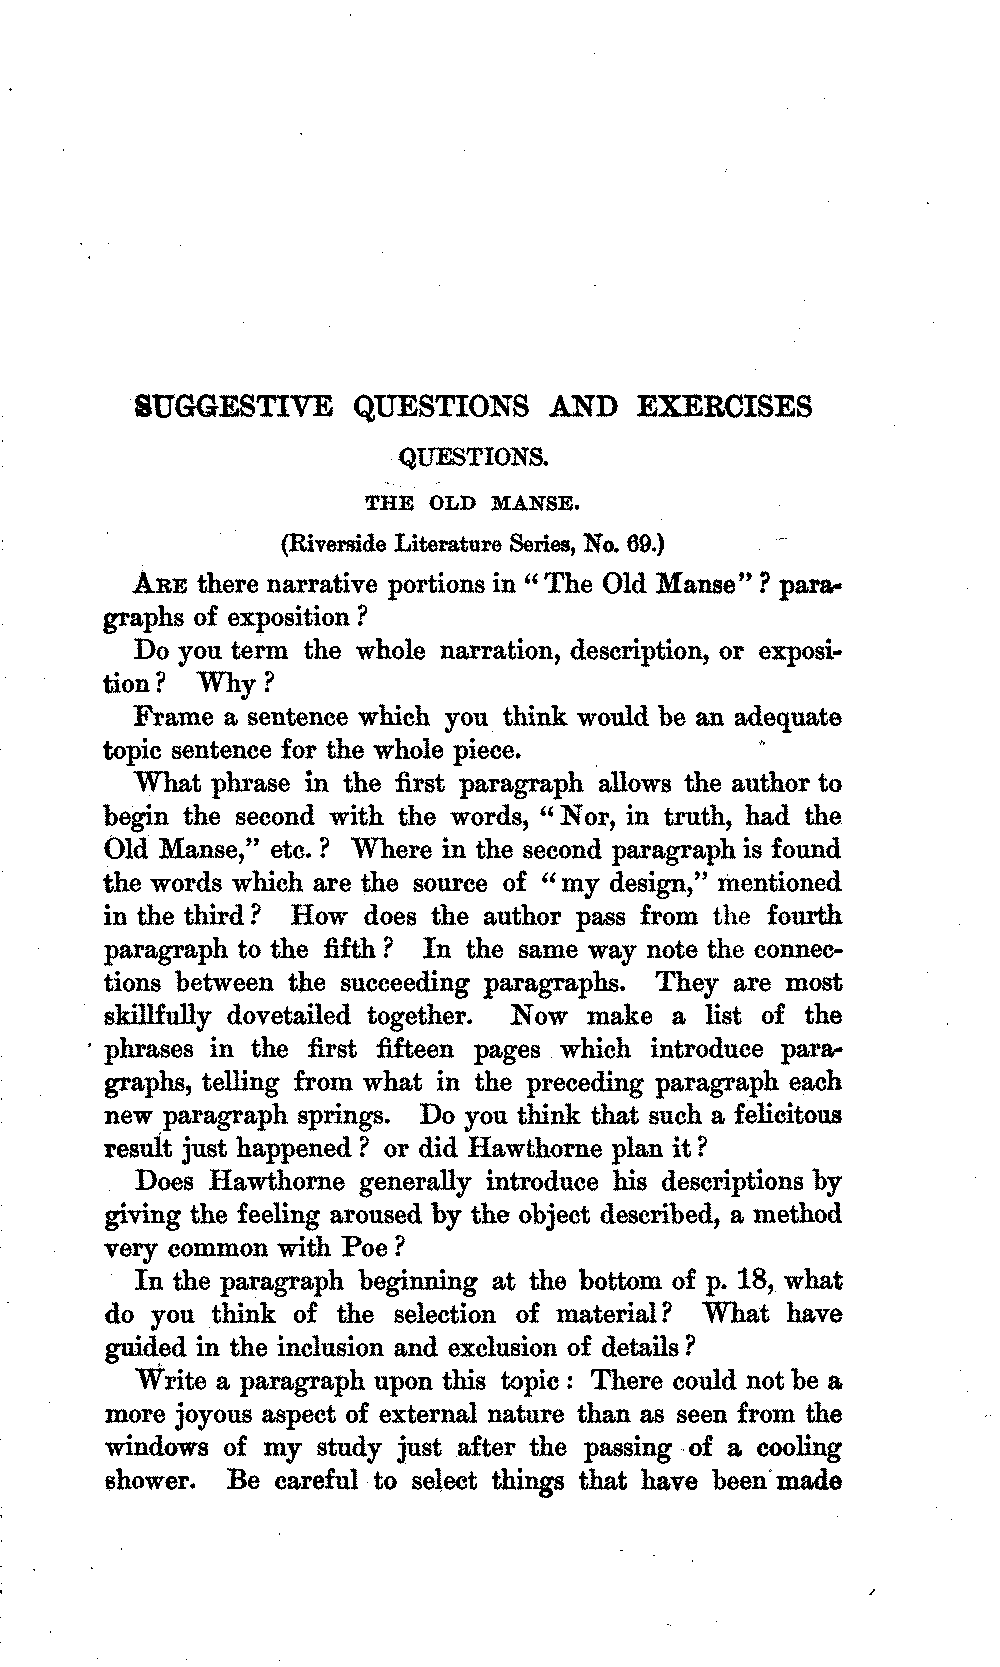 SUGGESTIVE QUESTIONS AND EXERCISES
QUESTIONS.
THE OLD MANSE.
(Riverside Literature Series, No. 69.)
ARE there narrative portions in “The Old Manse”? para-
graphs of exposition?
Do you term the whole narration, description, or exposi-
tion? Why?
Frame a sentence which you think would be an adequate
topic sentence for the whole piece.
What phrase in the first paragraph allows the author to
begin the second with the words, “Nor, in truth, had the
Old Manse,” etc.? Where in the second paragraph is found
the words which are the source of “my design,” mentioned
in the third? How does the author pass from the fourth
paragraph to the fifth? In the same way note the connec-
tions between the succeeding paragraphs. They are most
skillfully dovetailed together. Now make a list of the
phrases in the first fifteen pages which introduce para-
graphs, telling from what in the preceding paragraph each
new paragraph springs. Do you think that such a felicitous
result just happened? or did Hawthorne plan it?
Does Hawthorne generally introduce his descriptions by
giving the feeling aroused by the object described, a method
very common with Poe?
In the paragraph beginning at the bottom of p. 18, what
do you think of the selection of material? What have
guided in the inclusion and exclusion of details?
Write a paragraph upon this topic: There could not be a
more joyous aspect of external nature than as seen from the
windows of my study just after the passing of a cooling
shower. Be careful to select things that have been made